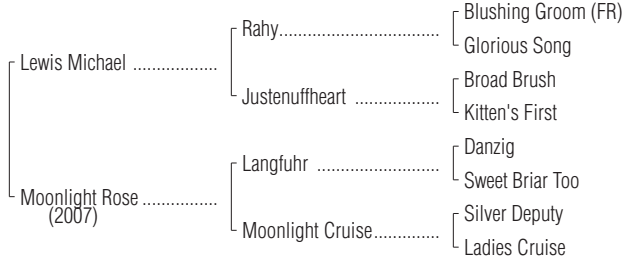 Blushing Groom (FR)
Rahy................................
Glorious Song
Lewis Michael .................
Broad Brush
Justenuffheart .................
Kitten's First
Danzig
Langfuhr .........................
Sweet Briar Too
Moonlight Rose ...............
(2007)
Silver Deputy
Moonlight Cruise.............
Ladies Cruise